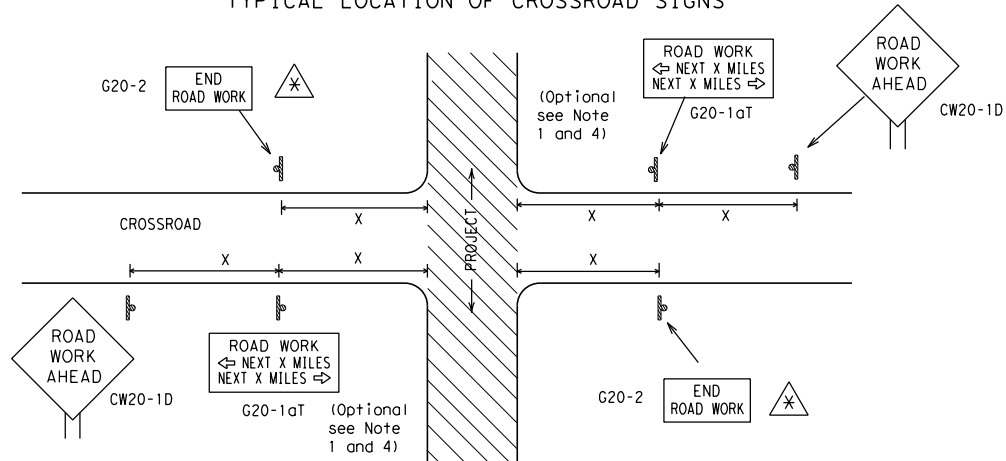 TYPICAL LOCATION OF CROSSROAD SIGNS
G20-2
END
ROAD WORK
(Optional
see Note
1 and 4)
ROAD WORK
⇦ NEXT X MILES
NEXT X MILES ⇨
G20-1aT
ROAD
WORK
AHEAD
CW20-1D
X
X
X
CROSSROAD
PROJECT
X
X
X
ROAD
WORK
AHEAD
CW20-1D
ROAD WORK
⇦ NEXT X MILES
NEXT X MILES ⇨
G20-1aT
(Optional
see Note
1 and 4)
G20-2
END
ROAD WORK